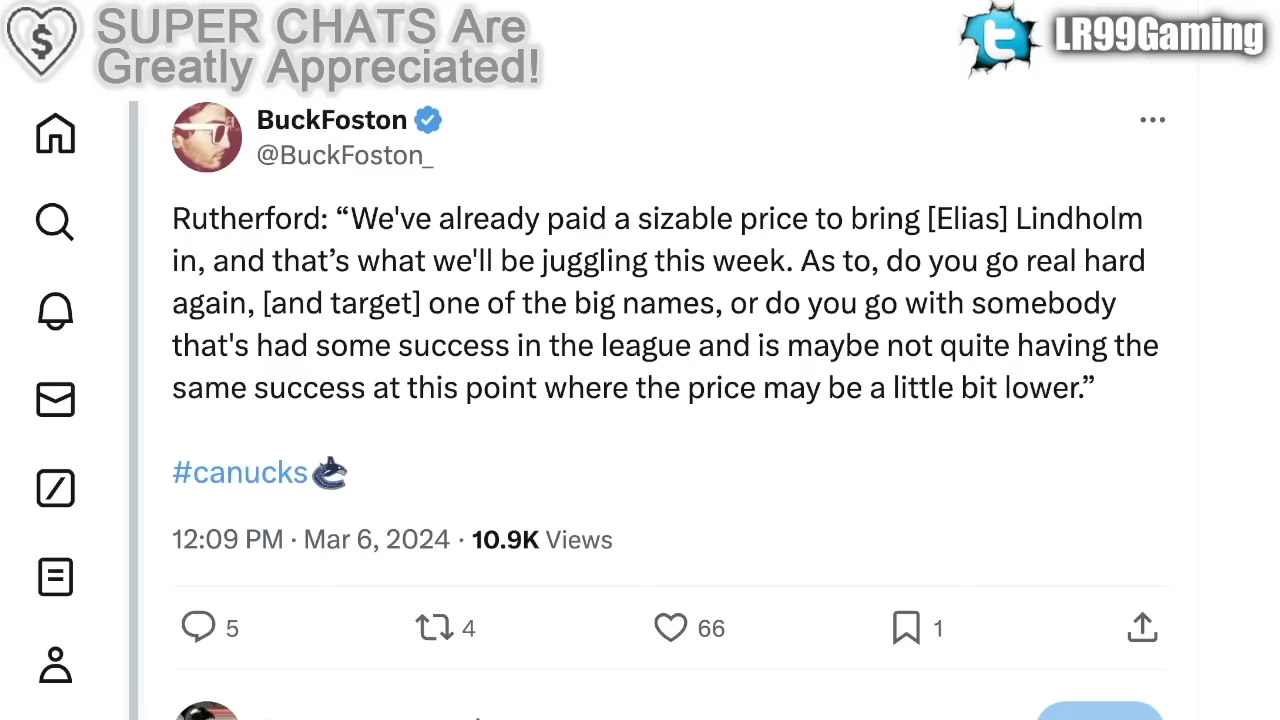 SUPER CHATS Are
Greatly Appreciated!
LR99Gaming
BuckFoston
@BuckFoston_
Rutherford: “We've already paid a sizable price to bring [Elias] Lindholm
in, and that’s what we'll be juggling this week. As to, do you go real hard
again, [and target] one of the big names, or do you go with somebody
that's had some success in the league and is maybe not quite having the
same success at this point where the price may be a little bit lower.”
#canucks
12:09 PM · Mar 6, 2024 · 10.9K Views
5 4 66 1